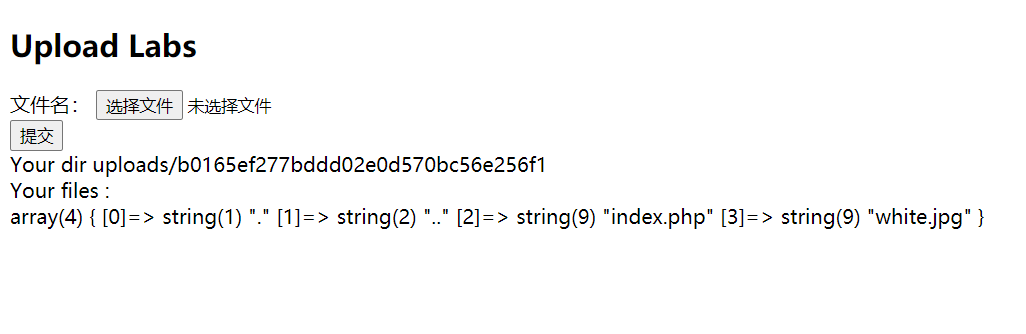 Upload Labs
文件名： 选择文件 未选择文件
提交
Your dir uploads/b0165ef277bddd02e0d570bc56e256f1
Your files :
array(4) { [0]=> string(1) "." [1]=> string(2) ".." [2]=> string(9) "index.php" [3]=> string(9) "white.jpg" }